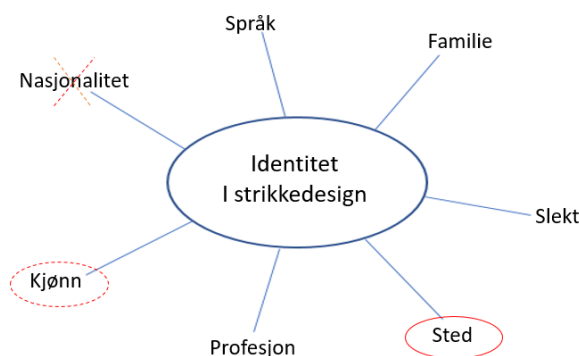 Språk
Familie
Nasjonalitet
Identitet
I strikkedesign
Slekt
Kjønn
Sted
Profesjon